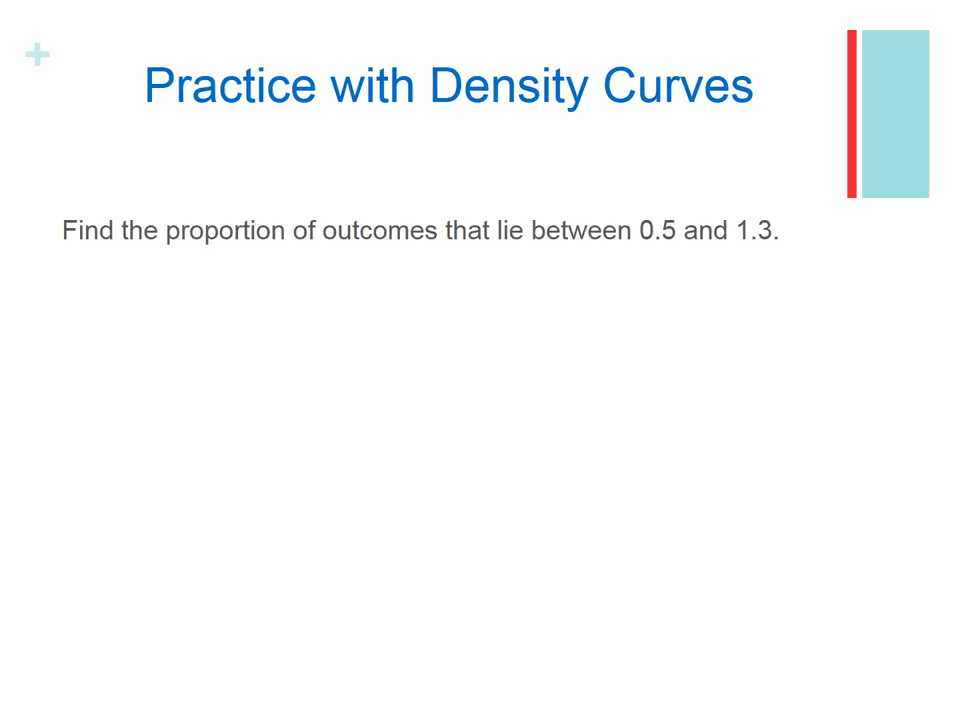 +
Practice with Density Curves
Find the proportion of outcomes that lie between 0.5 and 1.3.